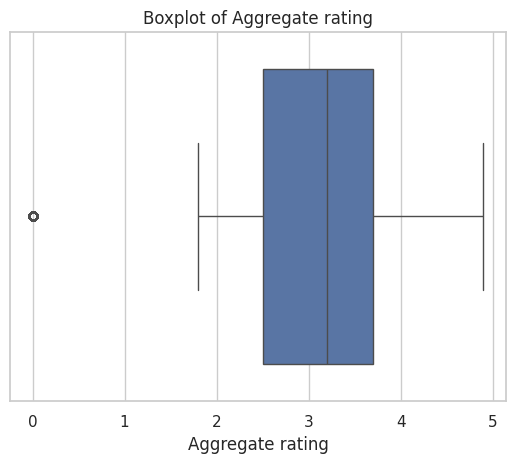 Boxplot of Aggregate rating
0 1 2 3 4 5
Aggregate rating